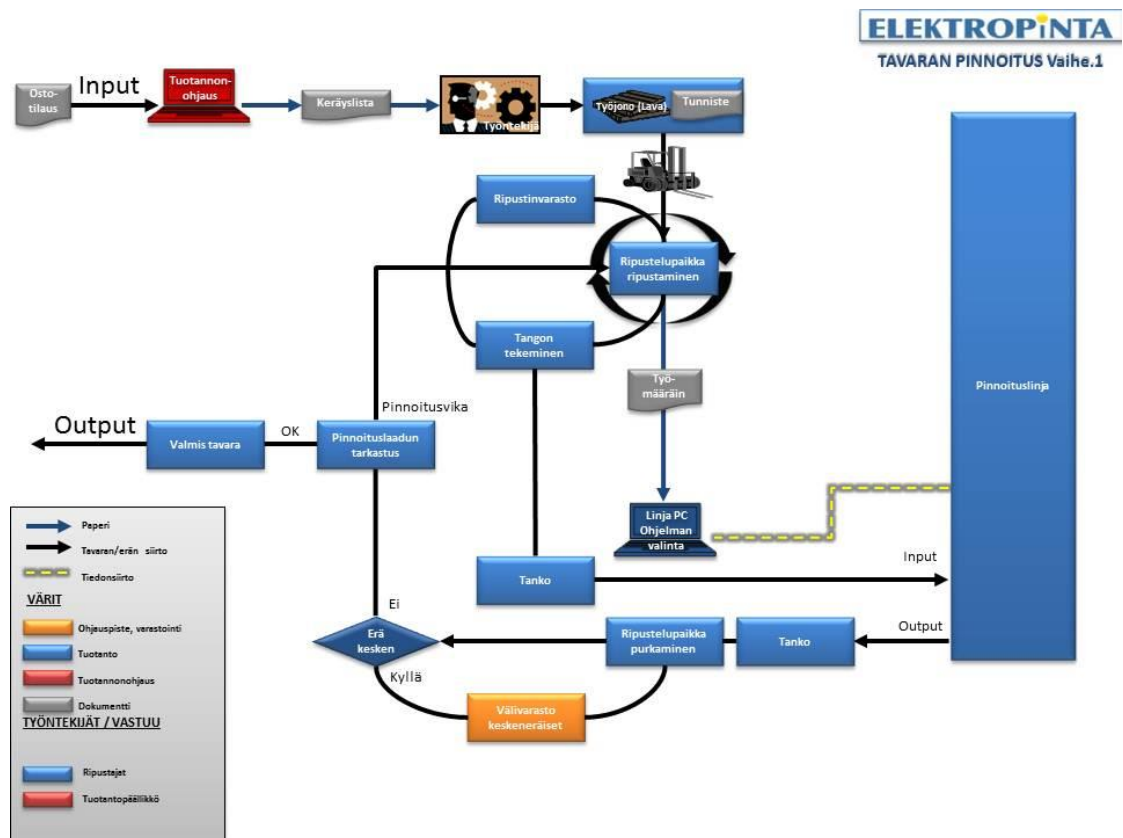 ELEKTROPiNTA
TAVARAN PINNOITUS Vaihe.1
Osto-
tilaus
Input
Tuotannon-
ohjaus
Keräyslista
Työntekijä
Työjono (Lava)
Tunniste
Ripustinvarasto
Ripustelupaikka
ripustaminen
Tangon
tekeminen
Työ-
määräin
Pinnoituslinja
Pinnoitusvika
Output
Valmis tavara
OK
Pinnoituslaadun
tarkastus
Linja PC
Ohjelman
valinta
Tanko
Input
Ei
Erä
kesken
Kyllä
Ripustelupaikka
purkaminen
Tanko
Output
Välivarasto
keskeneräiset
Paperi
Tavaran/erän siirto
Tiedonsiirto
VÄRIT
Ohjauspiste, varastointi
Tuotanto
Tuotannonohjaus
Dokumentti
TYÖNTEKIJÄT / VASTUU
Ripustajat
Tuotantopäällikkö